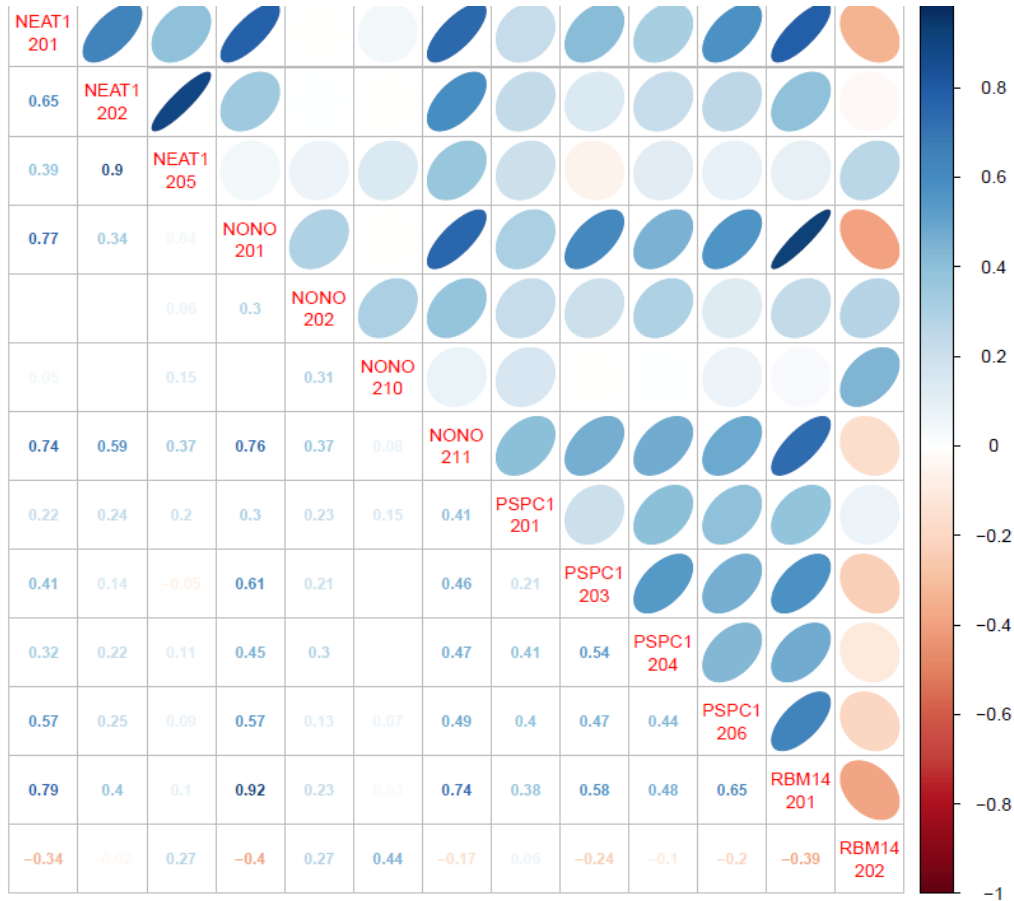 NEAT1
201
0.65 NEAT1
202
0.39 0.9 NEAT1
205
0.77 0.34 0.04 NONO
201
0.06 0.3 NONO
202
0.05 0.15 0.31 NONO
210
0.74 0.59 0.37 0.76 0.37 0.08 NONO
211
0.22 0.24 0.2 0.3 0.23 0.15 0.41 PSPC1
201
0.41 0.14 −0.05 0.61 0.21 0.46 0.21 PSPC1
203
0.32 0.22 0.11 0.45 0.3 0.47 0.41 0.54 PSPC1
204
0.57 0.25 0.09 0.57 0.13 0.07 0.49 0.4 0.47 0.44 PSPC1
206
0.79 0.4 0.1 0.92 0.23 0.74 0.38 0.58 0.48 0.65 RBM14
201
−0.34 −0.02 0.27 −0.4 0.27 0.44 −0.17 0.06 −0.24 −0.1 −0.2 −0.39 RBM14
202
0.8
0.6
0.4
0.2
0
−0.2
−0.4
−0.6
−0.8
−1